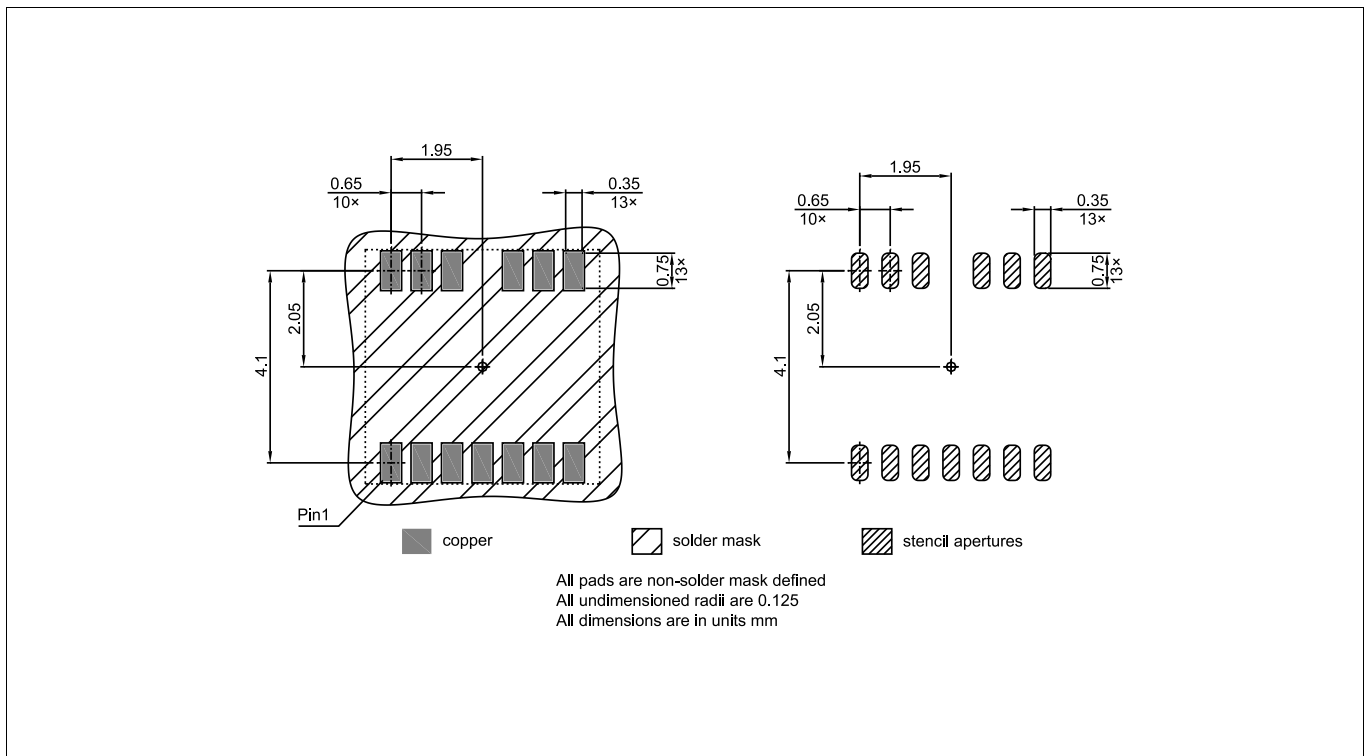 1.95
0.65
10×
0.35
13×
0.75
13×
2.05
4.1
Pin1
1.95
0.65
10×
0.35
13×
0.75
13×
2.05
4.1
copper
solder mask
stencil apertures
All pads are non-solder mask defined
All undimensioned radii are 0.125
All dimensions are in units mm